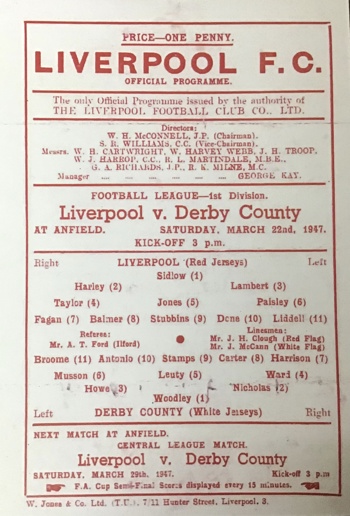 PRICE—ONE PENNY.
LIVERPOOL F.C.
OFFICIAL PROGRAMME.
The only Official Programme issued by the authority of
THE LIVERPOOL FOOTBALL CLUB CO., LTD.
Directors:
W. H. McCONNELL, J.P. (Chairman).
S. R. WILLIAMS, C.C. (Vice-Chairman).
Messrs. W. H. CARTWRIGHT, W. HARVEY WEBB, J. H. TROOP,
W. J. HARROP, C.C., R. L. MARTINDALE, M.B.E.,
G. A. RICHARDS, J.P., R. K. MILNE, M.C.
Manager ... ... ... ... ... GEORGE KAY.
FOOTBALL LEAGUE—1st Division.
Liverpool v. Derby County
AT ANFIELD. SATURDAY, MARCH 22nd, 1947.
KICK-OFF 3 p.m.
Right LIVERPOOL (Red Jerseys) Left
Sidlow (1)
Harley (2) Lambert (3)
Taylor (4) Jones (5) Paisley (6)
Fagan (7) Balmer (8) Stubbins (9) Done (10) Liddell (11)
Referee: Linesmen:
Mr. A. T. Ford (Ilford) Mr. J. H. Clough (Red Flag)
Mr. J. McCann (White Flag)
Broome (11) Antonio (10) Stamps (9) Carter (8) Harrison (7)
Musson (6) Leuty (5) Ward (4)
Howe (3) Nicholas (2)
Woodley (1)
Left DERBY COUNTY (White Jerseys) Right
NEXT MATCH AT ANFIELD.
CENTRAL LEAGUE MATCH.
Liverpool v. Derby County
SATURDAY, MARCH 29th, 1947. Kick-off 3 p.m
F.A. Cup Semi-Final Scores displayed every 15 minutes.
W. Jones & Co. Ltd. (T.U.), 7/11 Hunter Street, Liverpool, 3.